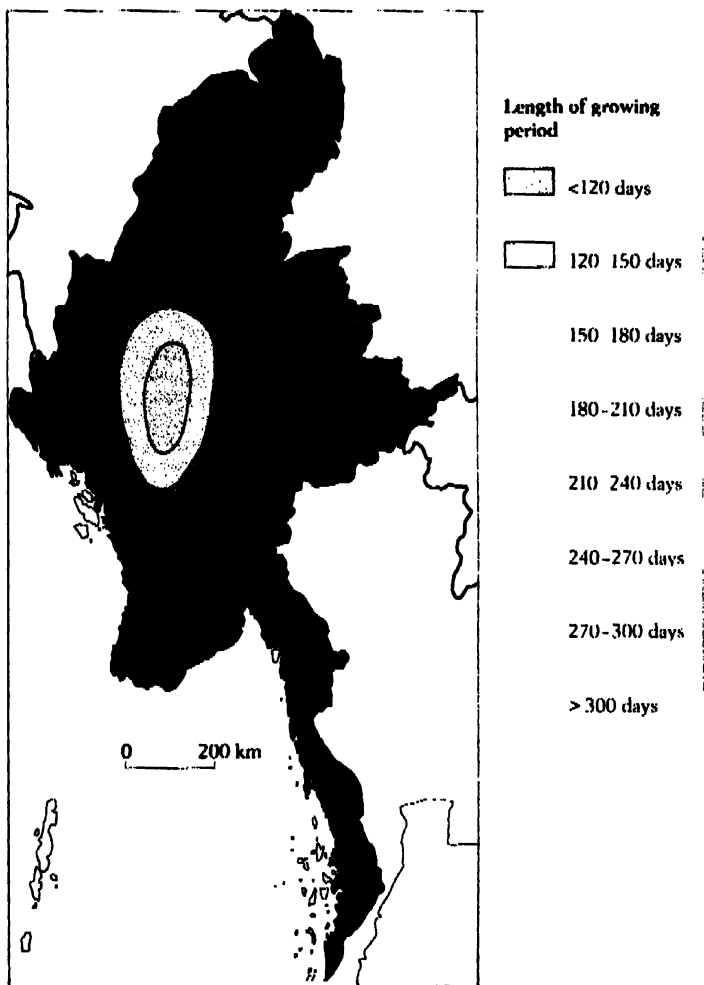 Length of growing
period
<120 days
120 150 days
150 180 days
180-210 days
210 240 days
240-270 days
270-300 days
> 300 days
0 200 km